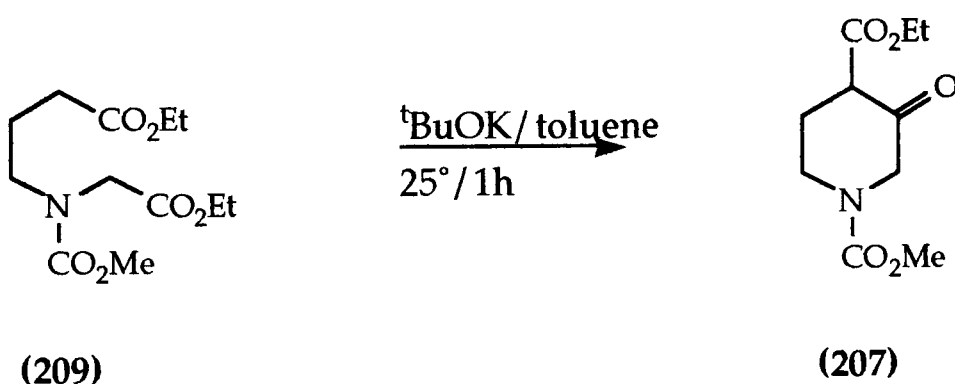 CO₂Et
N
CO₂Et
CO₂Me
(209)
ᵗBuOK/ toluene
25°/1h
CO₂Et
O
N
CO₂Me
(207)